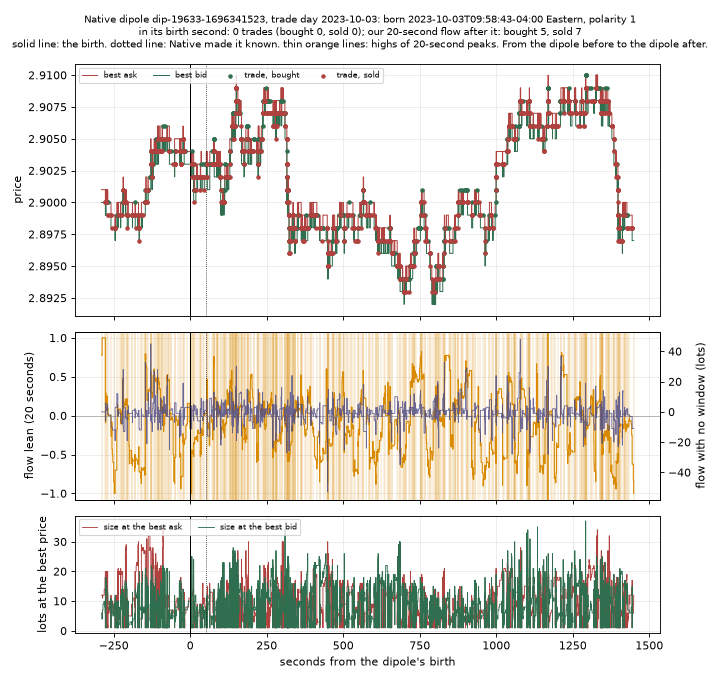 Native dipole dip-19633-1696341523, trade day 2023-10-03: born 2023-10-03T09:58:43-04:00 Eastern, polarity 1
in its birth second: 0 trades (bought 0, sold 0); our 20-second flow after it: bought 5, sold 7
solid line: the birth. dotted line: Native made it known. thin orange lines: highs of 20-second peaks. From the dipole before to the dipole after.
best ask
best bid
trade, bought
trade, sold
2.9100
2.9075
2.9050
2.9025
2.9000
2.8975
2.8950
2.8925
price
1.0
0.5
0.0
−0.5
−1.0
flow lean (20 seconds)
40
20
0
−20
−40
flow with no window (lots)
size at the best ask
size at the best bid
30
20
10
0
lots at the best price
−250
0
250
500
750
1000
1250
1500
seconds from the dipole's birth